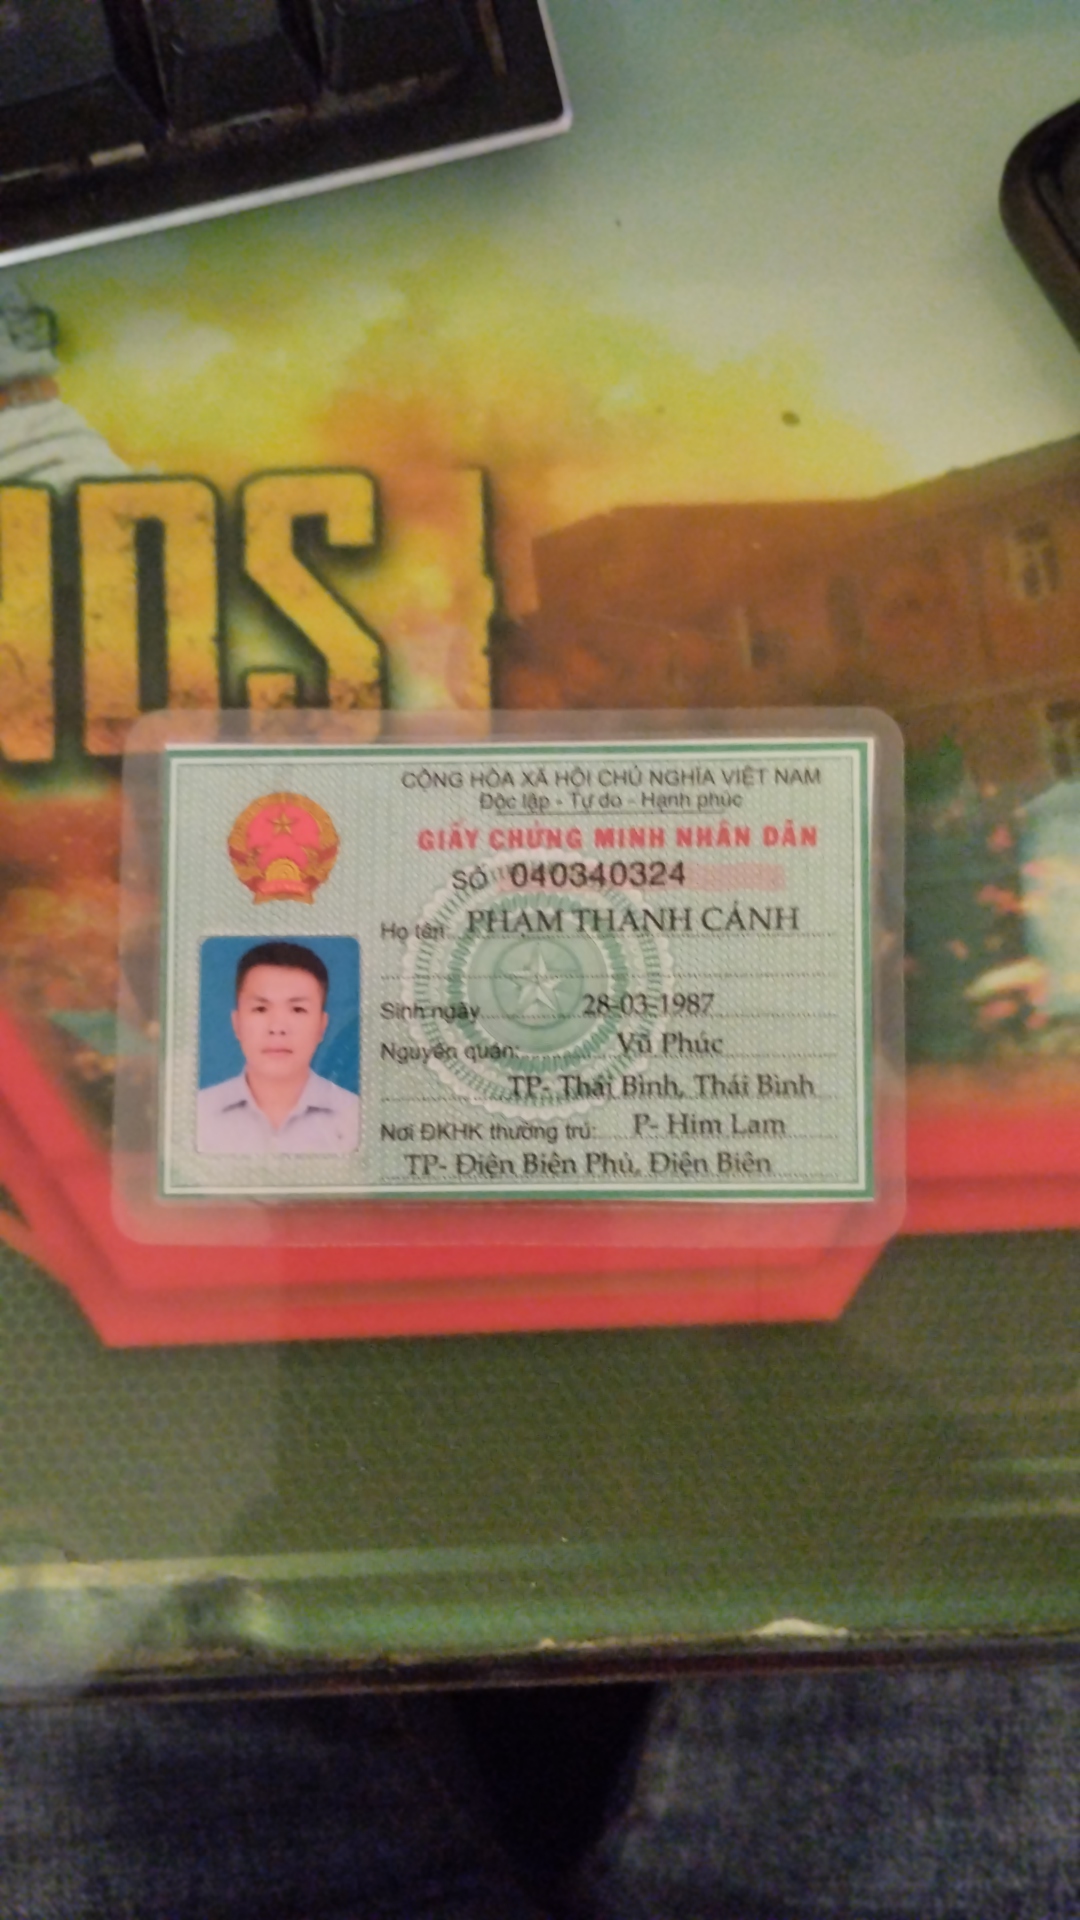 NDS
CỘNG HÒA XÃ HỘI CHỦ NGHĨA VIỆT NAM
Độc lập - Tự do - Hạnh phúc
GIẤY CHỨNG MINH NHÂN DÂN
SỐ 040340324
Họ tên: PHẠM THANH CẢNH
Sinh ngày 28-03-1987
Nguyên quán: Vũ Phúc
TP- Thái Bình, Thái Bình
Nơi ĐKHK thường trú: P- Him Lam
TP- Điện Biên Phủ, Điện Biên